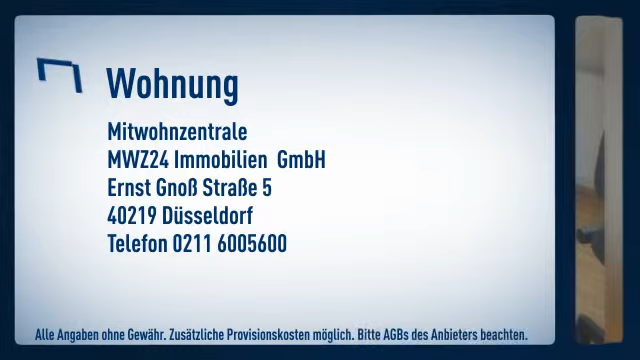 Wohnung
Mitwohnzentrale
MWZ24 Immobilien GmbH
Ernst Gnoß Straße 5
40219 Düsseldorf
Telefon 0211 6005600
Alle Angaben ohne Gewähr. Zusätzliche Provisionskosten möglich. Bitte AGBs des Anbieters beachten.